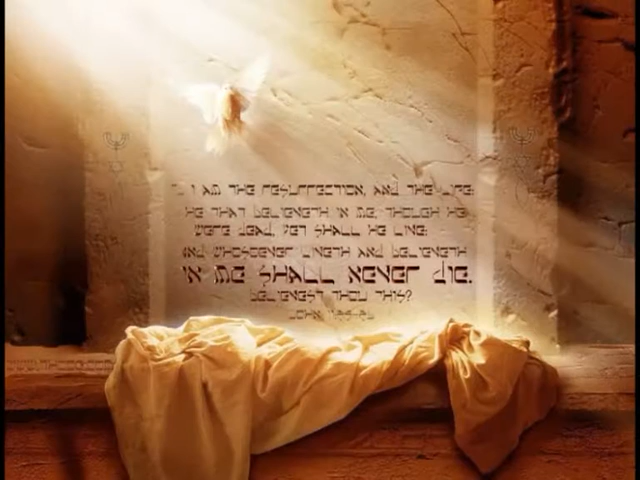 I AM THE RESURRECTION, AND THE LIFE:
HE THAT BELIEVETH IN ME, THOUGH HE
WERE DEAD, YET SHALL HE LIVE:
AND WHOSOEVER LIVETH AND BELIEVETH
IN ME SHALL NEVER DIE.
BELIEVEST THOU THIS?
JOHN